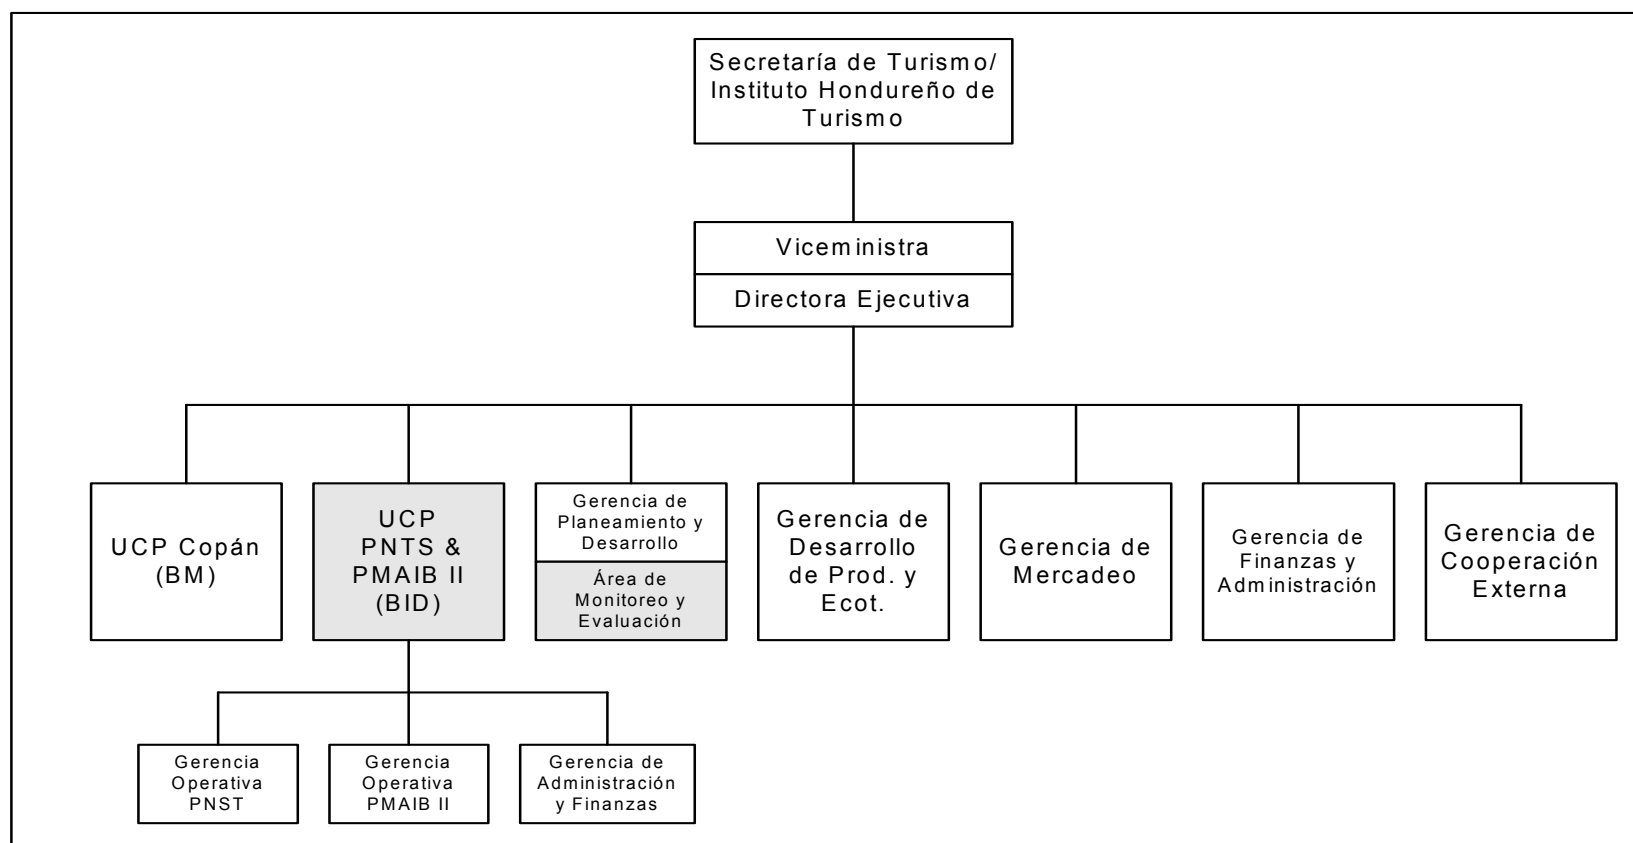 Secretaría de Turismo/
Instituto Hondureño de
Turismo
Viceministra
Directora Ejecutiva
UCP Copán
(BM)
UCP
PNTS &
PMAIB II
(BID)
Gerencia de
Planeamiento y
Desarrollo
Área de
Monitoreo y
Evaluación
Gerencia de
Desarrollo
de Prod. y
Ecot.
Gerencia de
Mercadeo
Gerencia de
Finanzas y
Administración
Gerencia de
Cooperación
Externa
Gerencia
Operativa
PNST
Gerencia
Operativa
PMAIB II
Gerencia de
Administración
y Finanzas